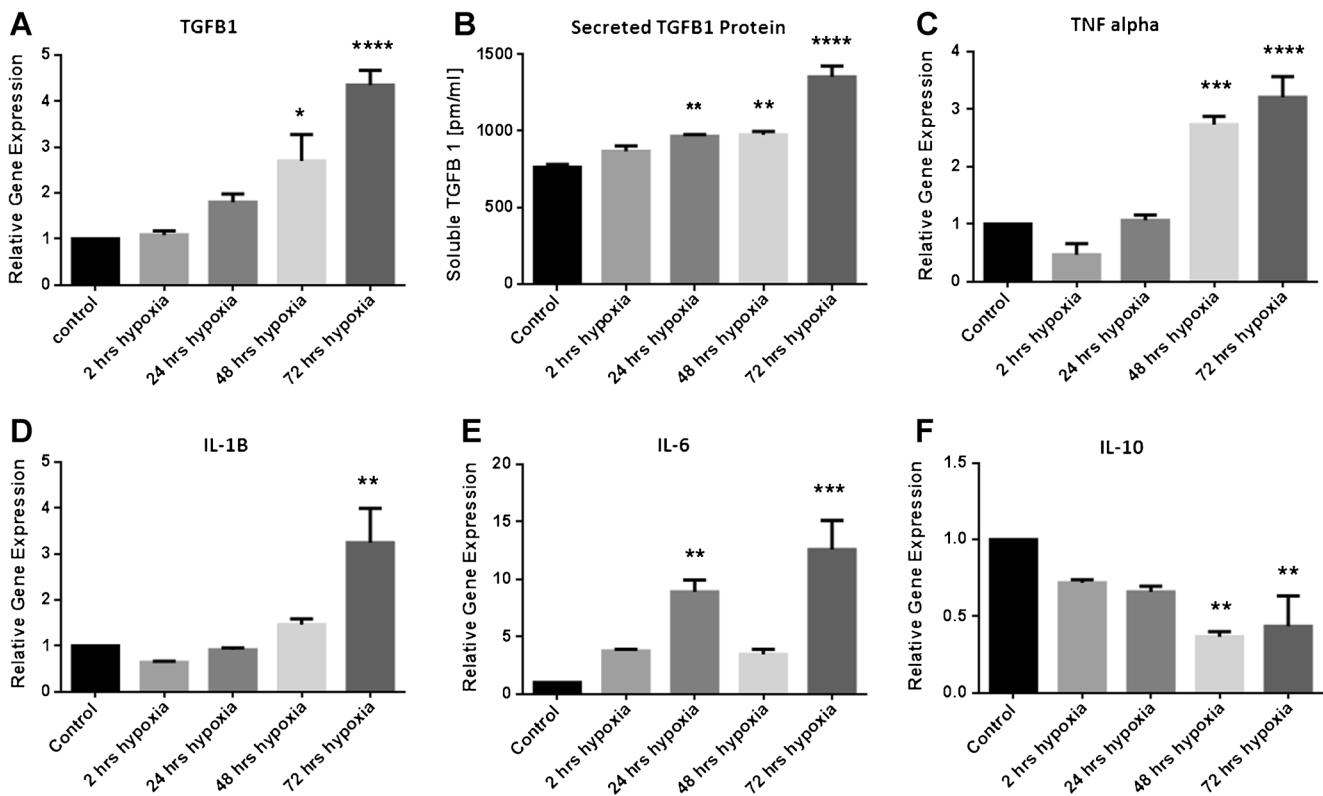 A
TGFB1
Relative Gene Expression
5
4
3
2
1
0
*
****
Control
2 hrs hypoxia
24 hrs hypoxia
48 hrs hypoxia
72 hrs hypoxia
B
Secreted TGFB1 Protein
Soluble TGFB 1 [pm/ml]
1500
1000
500
0
**
**
****
Control
2 hrs hypoxia
24 hrs hypoxia
48 hrs hypoxia
72 hrs hypoxia
C
TNF alpha
Relative Gene Expression
4
3
2
1
0
***
****
Control
2 hrs hypoxia
24 hrs hypoxia
48 hrs hypoxia
72 hrs hypoxia
D
IL-1B
Relative Gene Expression
5
4
3
2
1
0
**
Control
2 hrs hypoxia
24 hrs hypoxia
48 hrs hypoxia
72 hrs hypoxia
E
IL-6
Relative Gene Expression
20
15
10
5
0
**
***
Control
2 hrs hypoxia
24 hrs hypoxia
48 hrs hypoxia
72 hrs hypoxia
F
IL-10
Relative Gene Expression
1.5
1.0
0.5
0.0
**
**
Control
2 hrs hypoxia
24 hrs hypoxia
48 hrs hypoxia
72 hrs hypoxia